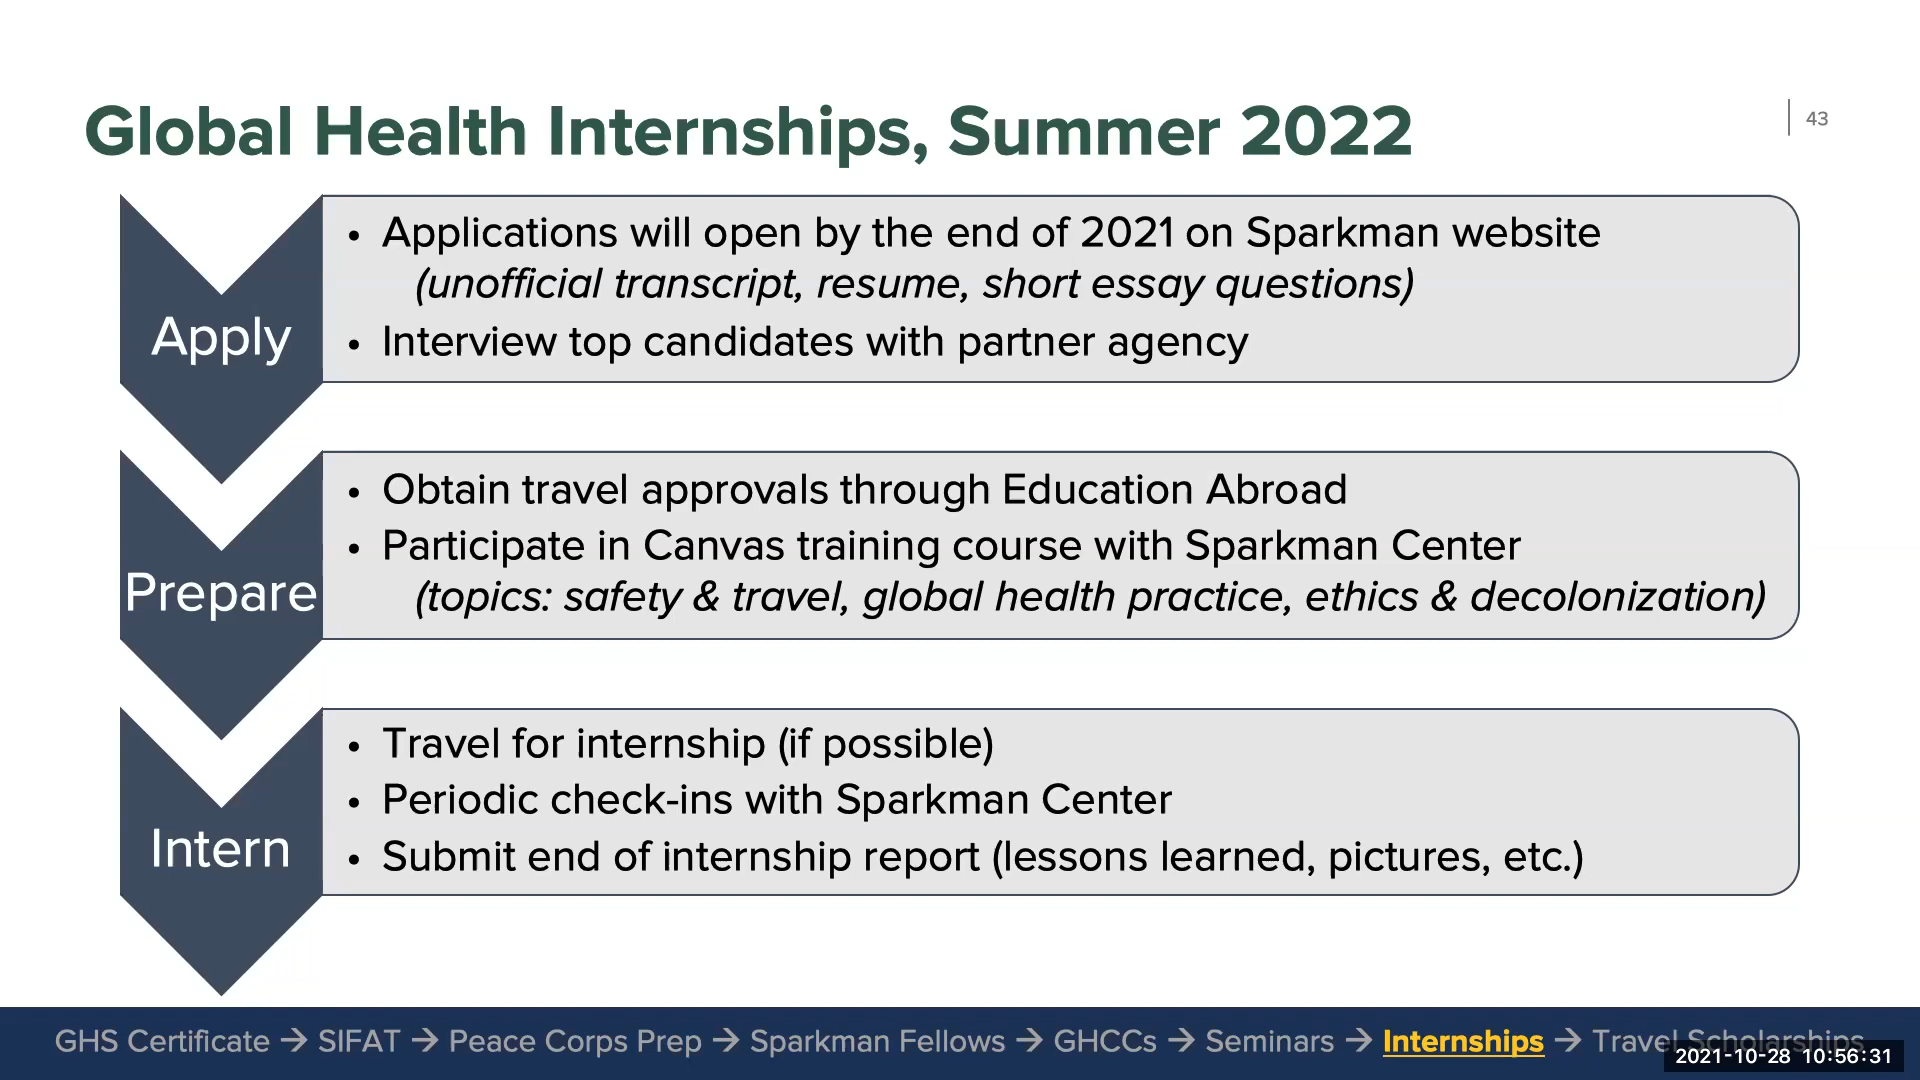 Global Health Internships, Summer 2022
43
Apply
• Applications will open by the end of 2021 on Sparkman website
(unofficial transcript, resume, short essay questions)
• Interview top candidates with partner agency
Prepare
• Obtain travel approvals through Education Abroad
• Participate in Canvas training course with Sparkman Center
(topics: safety & travel, global health practice, ethics & decolonization)
Intern
• Travel for internship (if possible)
• Periodic check-ins with Sparkman Center
• Submit end of internship report (lessons learned, pictures, etc.)
GHS Certificate → SIFAT → Peace Corps Prep → Sparkman Fellows → GHCCs → Seminars → Internships → Travel Scholarships
2021-10-28 10:56:31